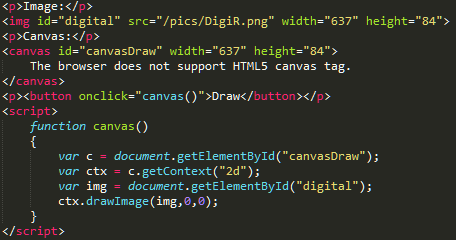 <p>Image:</p>
<img id="digital" src="/pics/DigiR.png" width="637" height="84">
<p>Canvas:</p>
<canvas id="canvasDraw" width="637" height="84">
    The browser does not support HTML5 canvas tag.
</canvas>
<p><button onclick="canvas()">Draw</button></p>
<script>
    function canvas()
    {
        var c = document.getElementById("canvasDraw");
        var ctx = c.getContext("2d");
        var img = document.getElementById("digital");
        ctx.drawImage(img,0,0);
    }
</script>